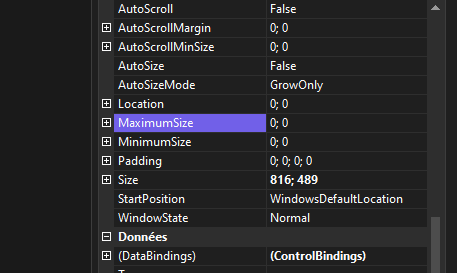 AutoScroll False
AutoScrollMargin 0; 0
AutoScrollMinSize 0; 0
AutoSize False
AutoSizeMode GrowOnly
Location 0; 0
MaximumSize 0; 0
MinimumSize 0; 0
Padding 0; 0; 0; 0
Size 816; 489
StartPosition WindowsDefaultLocation
WindowState Normal
Données
(DataBindings) (ControlBindings)